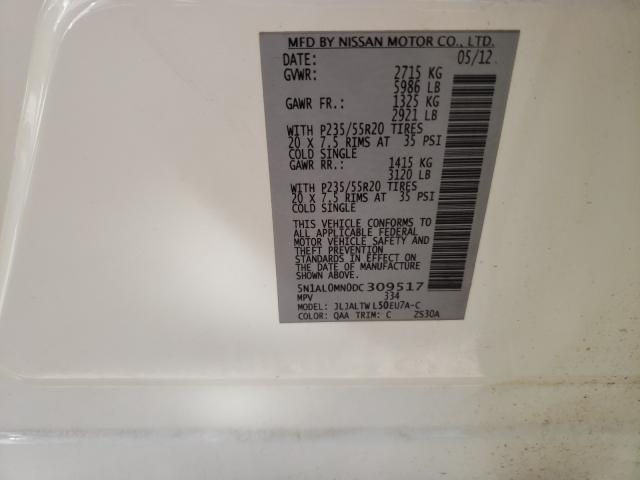 MFD BY NISSAN MOTOR CO., LTD.
DATE: 05/12
GVWR: 2715 KG
5986 LB
GAWR FR.: 1325 KG
2921 LB
WITH P235/55R20 TIRES
20 X 7.5 RIMS AT 35 PSI
COLD SINGLE
GAWR RR.: 1415 KG
3120 LB
WITH P235/55R20 TIRES
20 X 7.5 RIMS AT 35 PSI
COLD SINGLE
THIS VEHICLE CONFORMS TO
ALL APPLICABLE FEDERAL
MOTOR VEHICLE SAFETY AND
THEFT PREVENTION
STANDARDS IN EFFECT ON
THE DATE OF MANUFACTURE
SHOWN ABOVE.
5N1AL0MN0DC309517
MPV 334
MODEL: JLJALTWL50EU7A-C
COLOR: QAA TRIM: C ZS30A